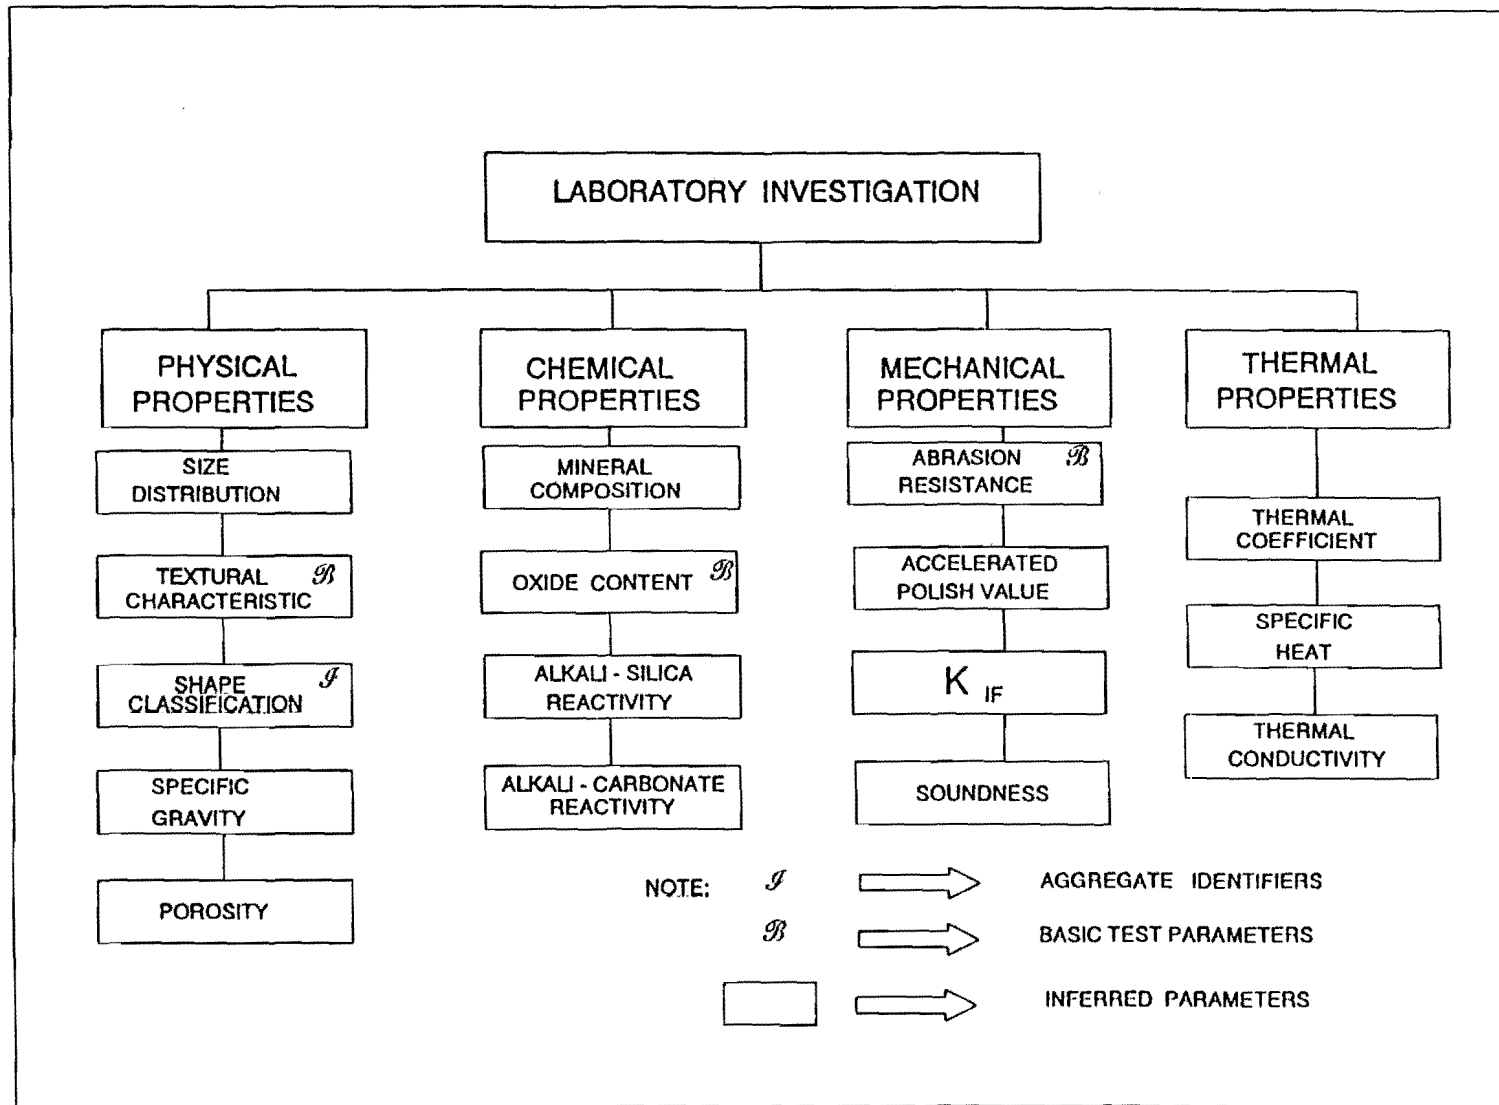 LABORATORY INVESTIGATION
PHYSICAL
PROPERTIES
SIZE
DISTRIBUTION
TEXTURAL ℬ
CHARACTERISTIC
SHAPE ℐ
CLASSIFICATION
SPECIFIC
GRAVITY
POROSITY
CHEMICAL
PROPERTIES
MINERAL
COMPOSITION
OXIDE CONTENT ℬ
ALKALI - SILICA
REACTIVITY
ALKALI - CARBONATE
REACTIVITY
MECHANICAL
PROPERTIES
ABRASION ℬ
RESISTANCE
ACCELERATED
POLISH VALUE
K IF
SOUNDNESS
THERMAL
PROPERTIES
THERMAL
COEFFICIENT
SPECIFIC
HEAT
THERMAL
CONDUCTIVITY
NOTE: ℐ AGGREGATE IDENTIFIERS
ℬ BASIC TEST PARAMETERS
INFERRED PARAMETERS